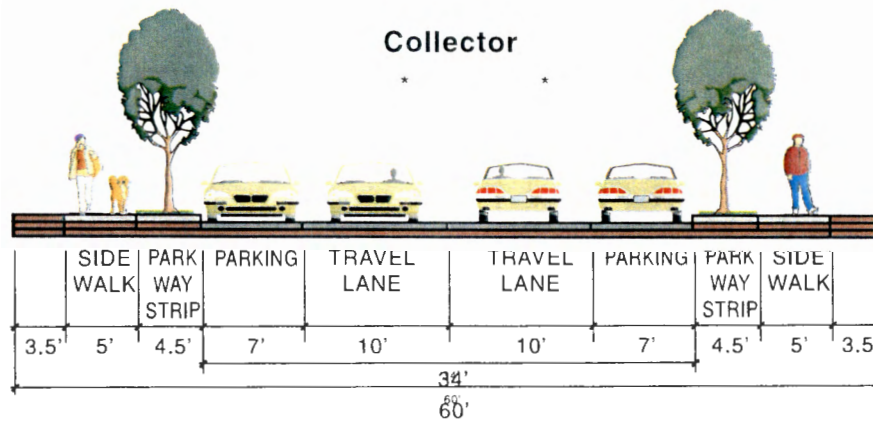 Collector
* *
SIDE WALK
PARK WAY STRIP
PARKING
TRAVEL LANE
TRAVEL LANE
PARKING
PARK WAY STRIP
SIDE WALK
3.5' 5' 4.5' 7' 10' 10' 7' 4.5' 5' 3.5
34'
60'